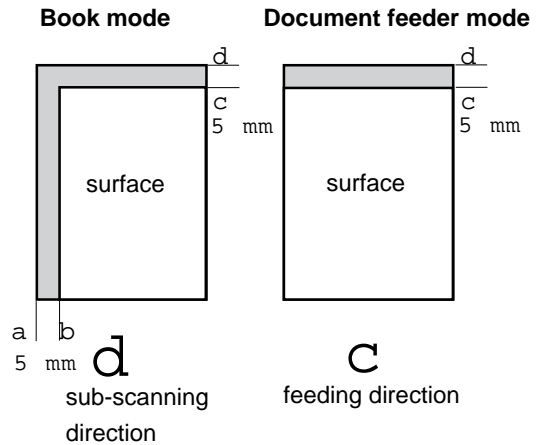 Book mode
d
c
5 mm
surface
a b
5 mm
d
sub-scanning
direction
Document feeder mode
d
c
5 mm
surface
c
feeding direction